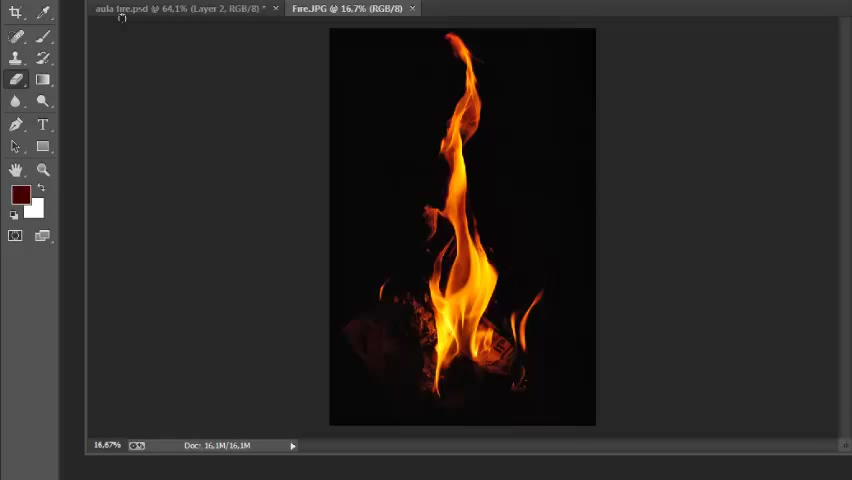 aula fire.psd @ 64,1% (Layer 2, RGB/8) * ×
Fire.JPG @ 16,7% (RGB/8) ×
T
16,67%
Doc: 16,1M/16,1M